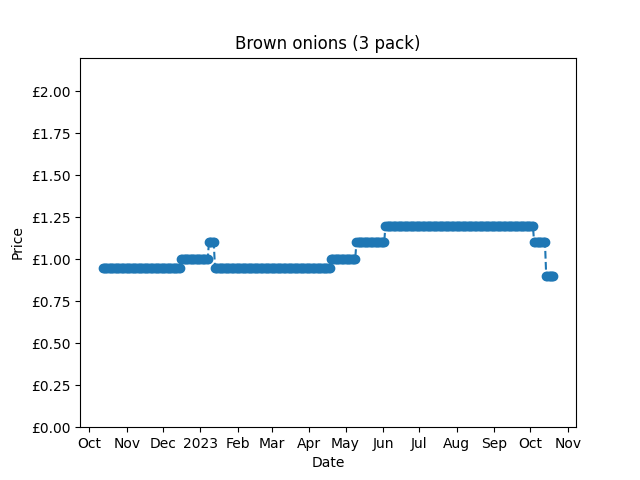 Brown onions (3 pack)
Price
£2.00
£1.75
£1.50
£1.25
£1.00
£0.75
£0.50
£0.25
£0.00
Oct Nov Dec 2023 Feb Mar Apr May Jun Jul Aug Sep Oct Nov
Date